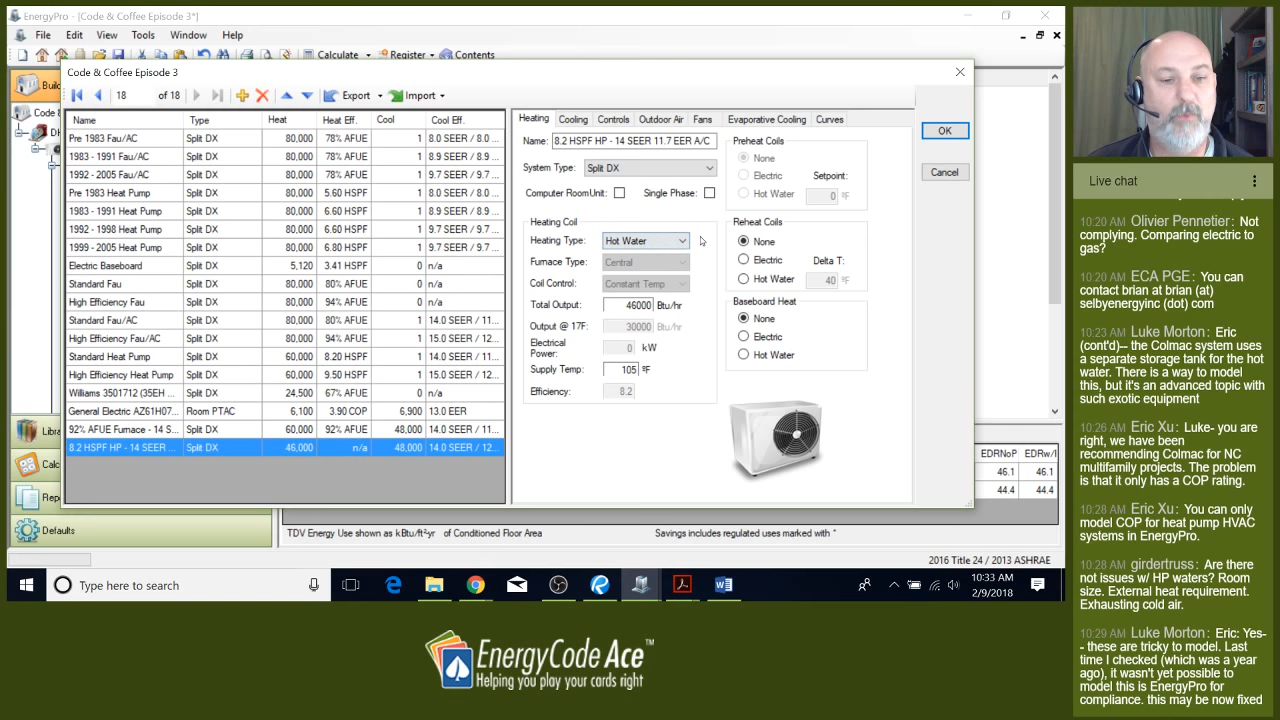 EnergyPro - [Code & Coffee Episode 3*]
File Edit View Tools Window Help
Calculate Register Contents
Code & Coffee Episode 3
18 of 18 Export Import
Name Type Heat Heat Eff. Cool Cool Eff.
Pre 1983 Fau/AC Split DX 80,000 78% AFUE 1 8.0 SEER / 8.0 ...
1983 - 1991 Fau/AC Split DX 80,000 78% AFUE 1 8.9 SEER / 8.9 ...
1992 - 2005 Fau/AC Split DX 80,000 78% AFUE 1 9.7 SEER / 9.7 ...
Pre 1983 Heat Pump Split DX 80,000 5.60 HSPF 1 8.0 SEER / 8.0 ...
1983 - 1991 Heat Pump Split DX 80,000 6.60 HSPF 1 8.9 SEER / 8.9 ...
1992 - 1998 Heat Pump Split DX 80,000 6.80 HSPF 1 9.7 SEER / 9.7 ...
1999 - 2005 Heat Pump Split DX 80,000 6.80 HSPF 1 9.7 SEER / 9.7 ...
Electric Baseboard Split DX 5,120 3.41 HSPF 0 n/a
Standard Fau Split DX 80,000 80% AFUE 0 n/a
High Efficiency Fau Split DX 80,000 94% AFUE 0 n/a
Standard Fau/AC Split DX 80,000 80% AFUE 1 14.0 SEER / 11...
High Efficiency Fau/AC Split DX 80,000 94% AFUE 1 15.0 SEER / 12...
Standard Heat Pump Split DX 60,000 8.20 HSPF 1 14.0 SEER / 11...
High Efficiency Heat Pump Split DX 60,000 9.50 HSPF 1 15.0 SEER / 12...
Williams 3501712 (35EH ... Split DX 24,500 67% AFUE 0 n/a
General Electric AZ61H07... Room PTAC 6,100 3.90 COP 6,900 13.0 EER
92% AFUE Furnace - 14 S... Split DX 60,000 92% AFUE 48,000 14.0 SEER / 11...
8.2 HSPF HP - 14 SEER ... Split DX 46,000 n/a 48,000 14.0 SEER / 12...
Heating Cooling Controls Outdoor Air Fans Evaporative Cooling Curves
Name: 8.2 HSPF HP - 14 SEER 11.7 EER A/C
System Type: Split DX
Computer Room Unit: Single Phase:
Heating Coil
Heating Type: Hot Water
Furnace Type: Central
Coil Control: Constant Temp
Total Output: 46000 Btu/hr
Output @ 17F: 30000 Btu/hr
Electrical Power: 0 kW
Supply Temp: 105 ºF
Efficiency: 8.2
Preheat Coils
None
Electric Setpoint:
Hot Water 0 ºF
Reheat Coils
None
Electric Delta T:
Hot Water 40 ºF
Baseboard Heat
None
Electric
Hot Water
OK
Cancel
Defaults
EDRNoP EDRw/l
46.1 46.1
44.4 44.4
TDV Energy Use shown as kBtu/ft²-yr of Conditioned Floor Area Savings includes regulated uses marked with *
2016 Title 24 / 2013 ASHRAE
Type here to search
10:33 AM
2/9/2018
EnergyCode Ace™
Helping you play your cards right
Live chat
10:20 AM Olivier Pennetier: Not
complying. Comparing electric to
gas?
10:20 AM ECA PGE: You can
contact brian at brian (at)
selbyenergyinc (dot) com
10:23 AM Luke Morton: Eric
(cont'd)-- the Colmac system uses
a separate storage tank for the hot
water. There is a way to model
this, but it's an advanced topic with
such exotic equipment
10:26 AM Eric Xu: Luke- you are
right, we have been
recommending Colmac for NC
multifamily projects. The problem
is that it only has a COP rating.
10:28 AM Eric Xu: You can only
model COP for heat pump HVAC
systems in EnergyPro.
10:28 AM girdertruss: Are there
not issues w/ HP waters? Room
size. External heat requirement.
Exhausting cold air.
10:29 AM Luke Morton: Eric: Yes-
- these are tricky to model. Last
time I checked (which was a year
ago), it wasn't yet possible to
model this is EnergyPro for
compliance. this may be now fixed